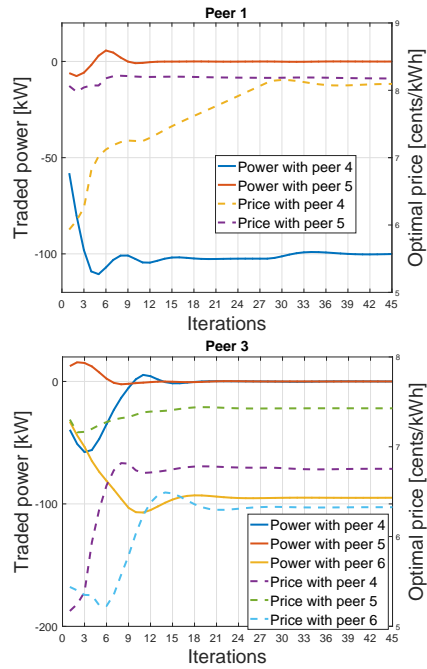 Peer 1
Traded power [kW]
0
-50
-100
Optimal price [cents/kWh]
9
8
7
6
5
Power with peer 4
Power with peer 5
Price with peer 4
Price with peer 5
0 3 6 9 12 15 18 21 24 27 30 33 36 39 42 45
Iterations
Peer 3
Traded power [kW]
0
-100
-200
Optimal price [cents/kWh]
8
7
6
5
Power with peer 4
Power with peer 5
Power with peer 6
Price with peer 4
Price with peer 5
Price with peer 6
0 3 6 9 12 15 18 21 24 27 30 33 36 39 42 45
Iterations